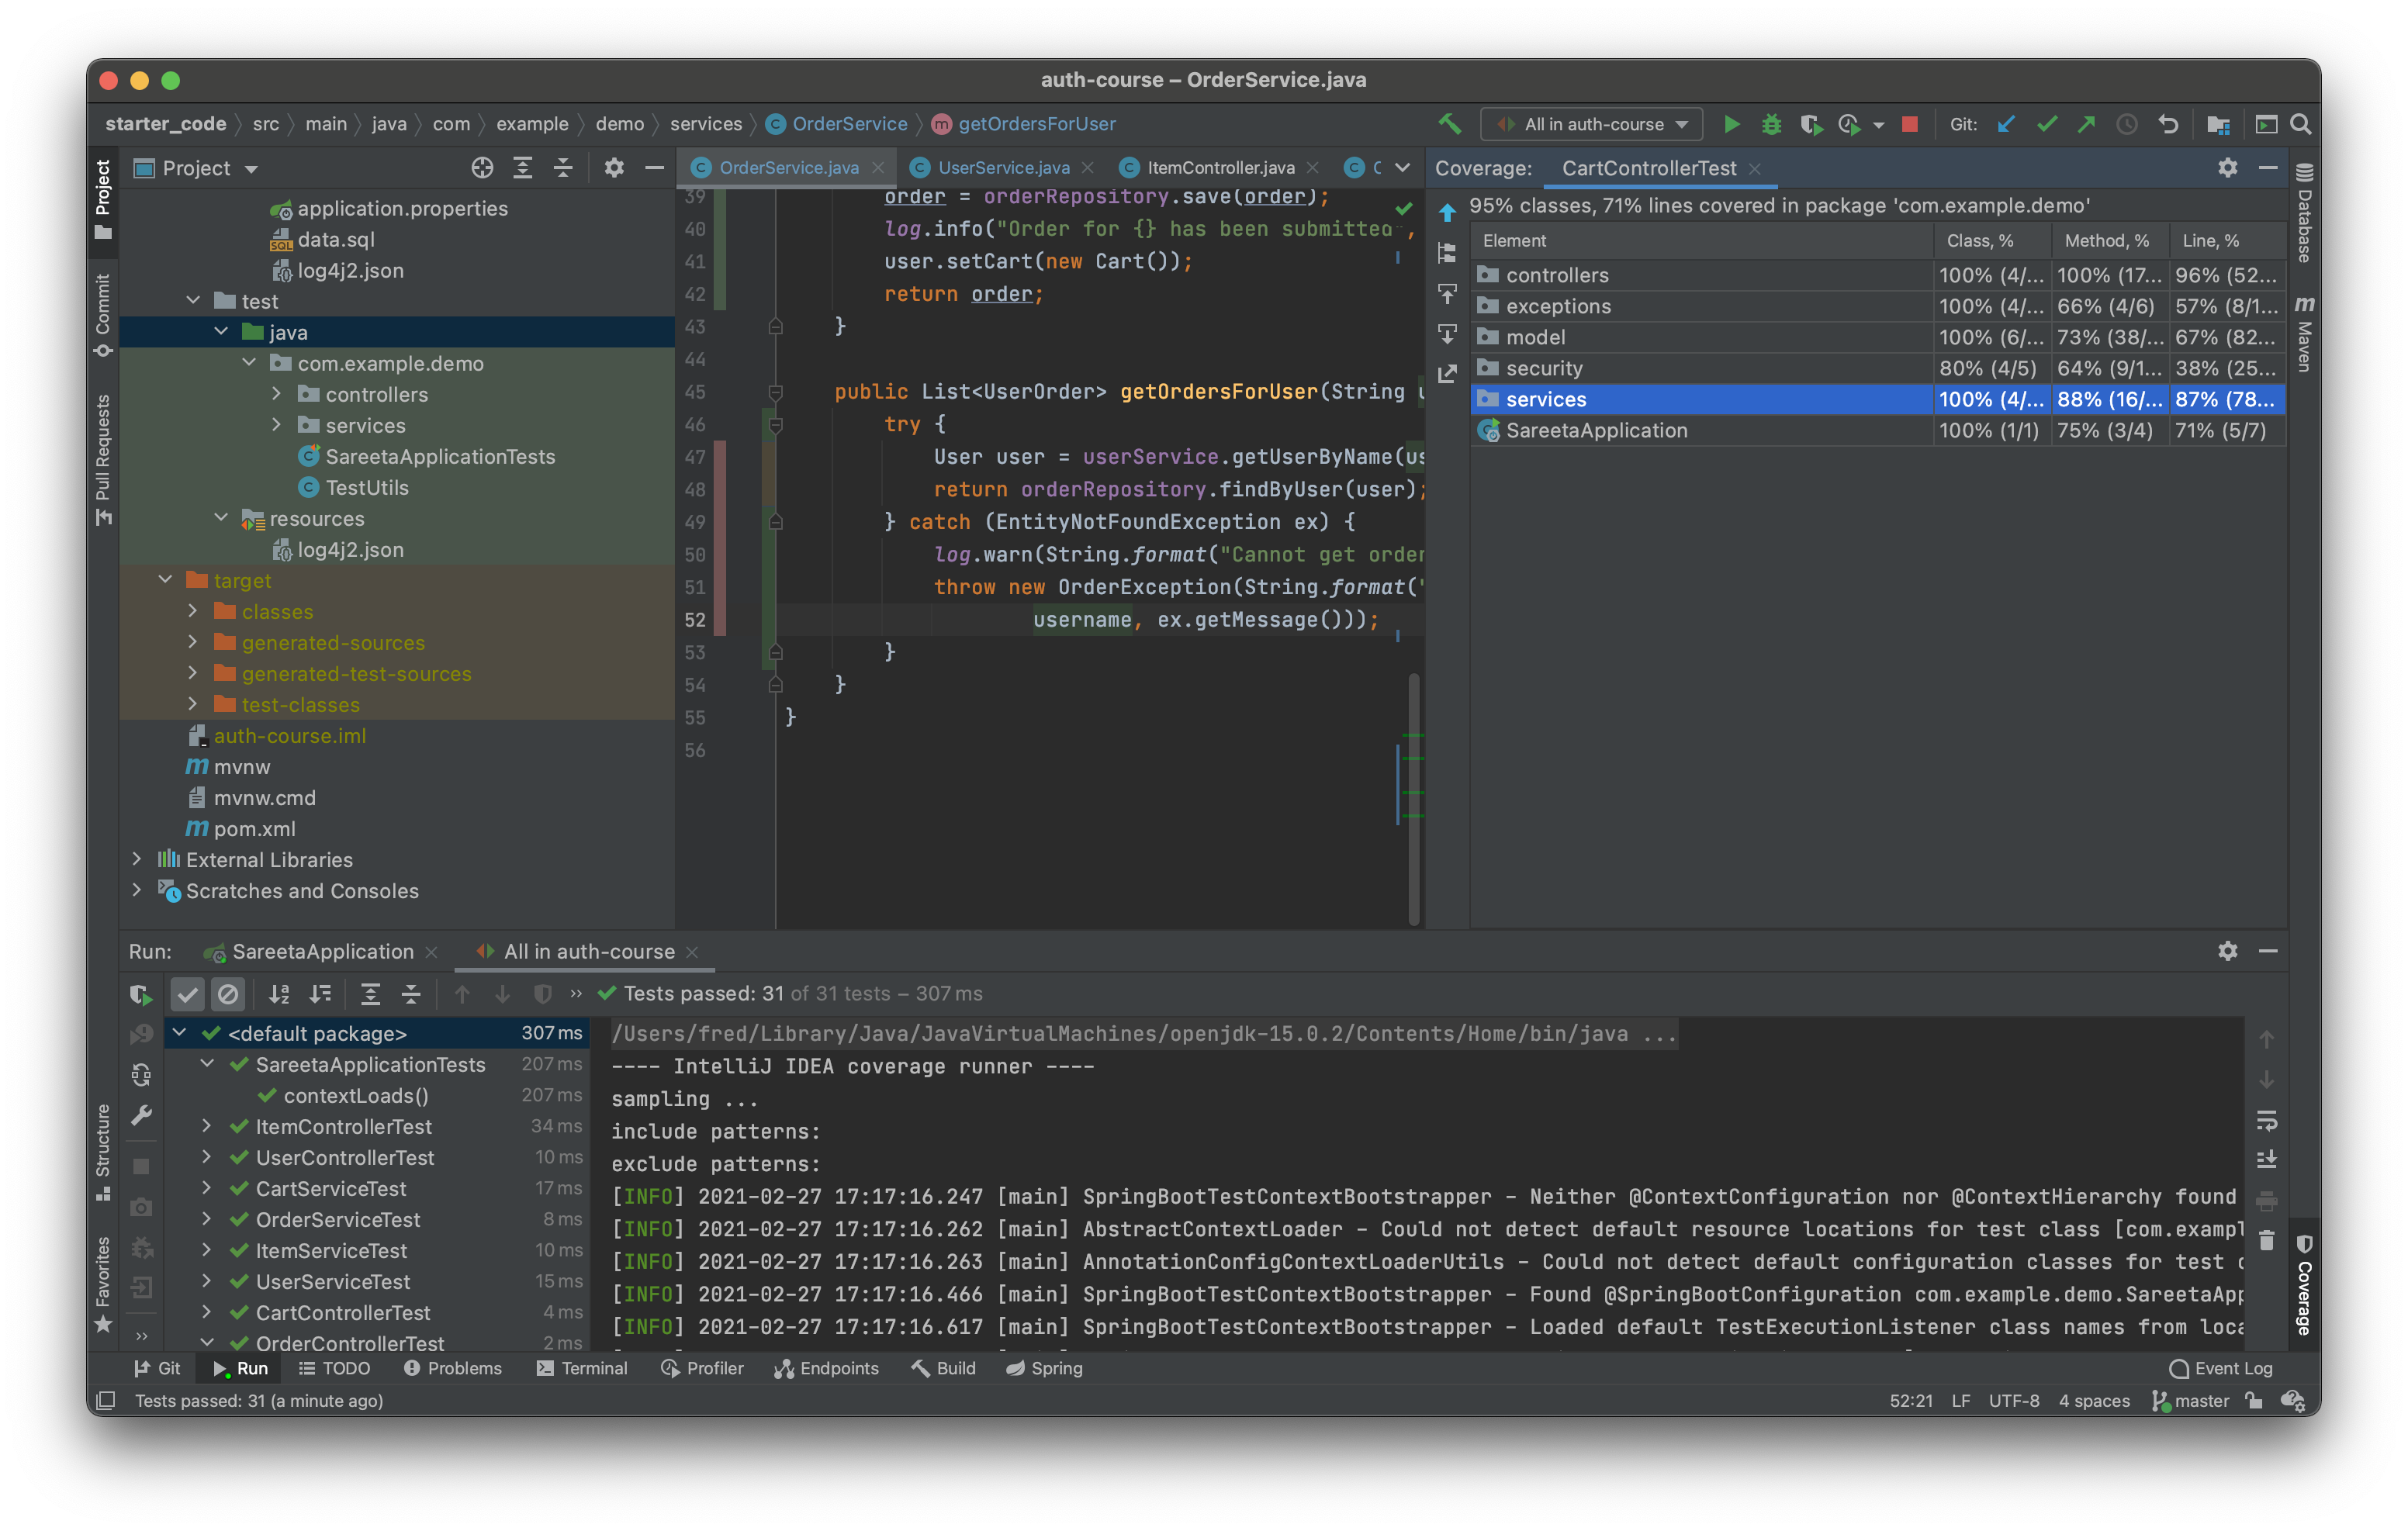 auth-course – OrderService.java
starter_code src main java com example demo services OrderService getOrdersForUser
All in auth-course Git:
Project
Project
Commit
Pull Requests
Structure
Favorites
application.properties
data.sql
log4j2.json
test
java
com.example.demo
controllers
services
SareetaApplicationTests
TestUtils
resources
log4j2.json
target
classes
generated-sources
generated-test-sources
test-classes
auth-course.iml
mvnw
mvnw.cmd
pom.xml
External Libraries
Scratches and Consoles
OrderService.java UserService.java ItemController.java
39 order = orderRepository.save(order);
40 log.info("Order for {} has been submitted ,
41 user.setCart(new Cart());
42 return order;
43 }
44
45 public List<UserOrder> getOrdersForUser(String u
46 try {
47 User user = userService.getUserByName(us
48 return orderRepository.findByUser(user);
49 } catch (EntityNotFoundException ex) {
50 log.warn(String.format("Cannot get order
51 throw new OrderException(String.format("
52 username, ex.getMessage()));
53 }
54 }
55 }
56
Coverage: CartControllerTest
95% classes, 71% lines covered in package 'com.example.demo'
Element Class, % Method, % Line, %
controllers 100% (4/... 100% (17... 96% (52...
exceptions 100% (4/... 66% (4/6) 57% (8/1...
model 100% (6/... 73% (38/... 67% (82...
security 80% (4/5) 64% (9/1... 38% (25...
services 100% (4/... 88% (16/... 87% (78...
SareetaApplication 100% (1/1) 75% (3/4) 71% (5/7)
Database
Maven
Coverage
Run: SareetaApplication All in auth-course
Tests passed: 31 of 31 tests – 307 ms
<default package> 307 ms
SareetaApplicationTests 207 ms
contextLoads() 207 ms
ItemControllerTest 34 ms
UserControllerTest 10 ms
CartServiceTest 17 ms
OrderServiceTest 8 ms
ItemServiceTest 10 ms
UserServiceTest 15 ms
CartControllerTest 4 ms
OrderControllerTest 2 ms
/Users/fred/Library/Java/JavaVirtualMachines/openjdk-15.0.2/Contents/Home/bin/java ...
---- IntelliJ IDEA coverage runner ----
sampling ...
include patterns:
exclude patterns:
[INFO] 2021-02-27 17:17:16.247 [main] SpringBootTestContextBootstrapper – Neither @ContextConfiguration nor @ContextHierarchy found
[INFO] 2021-02-27 17:17:16.262 [main] AbstractContextLoader – Could not detect default resource locations for test class [com.exampl
[INFO] 2021-02-27 17:17:16.263 [main] AnnotationConfigContextLoaderUtils – Could not detect default configuration classes for test c
[INFO] 2021-02-27 17:17:16.466 [main] SpringBootTestContextBootstrapper – Found @SpringBootConfiguration com.example.demo.SareetaApp
[INFO] 2021-02-27 17:17:16.617 [main] SpringBootTestContextBootstrapper – Loaded default TestExecutionListener class names from loca
Git Run TODO Problems Terminal Profiler Endpoints Build Spring Event Log
Tests passed: 31 (a minute ago) 52:21 LF UTF-8 4 spaces master